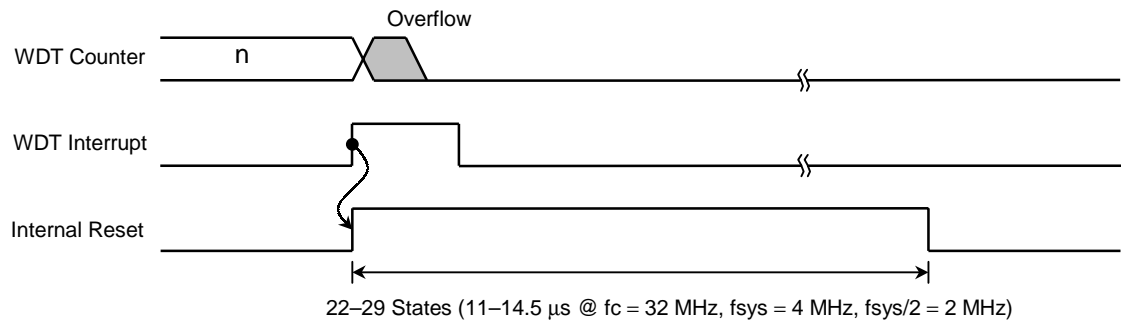 Overflow
WDT Counter
n
WDT Interrupt
Internal Reset
22–29 States (11–14.5 µs @ fc = 32 MHz, fsys = 4 MHz, fsys/2 = 2 MHz)